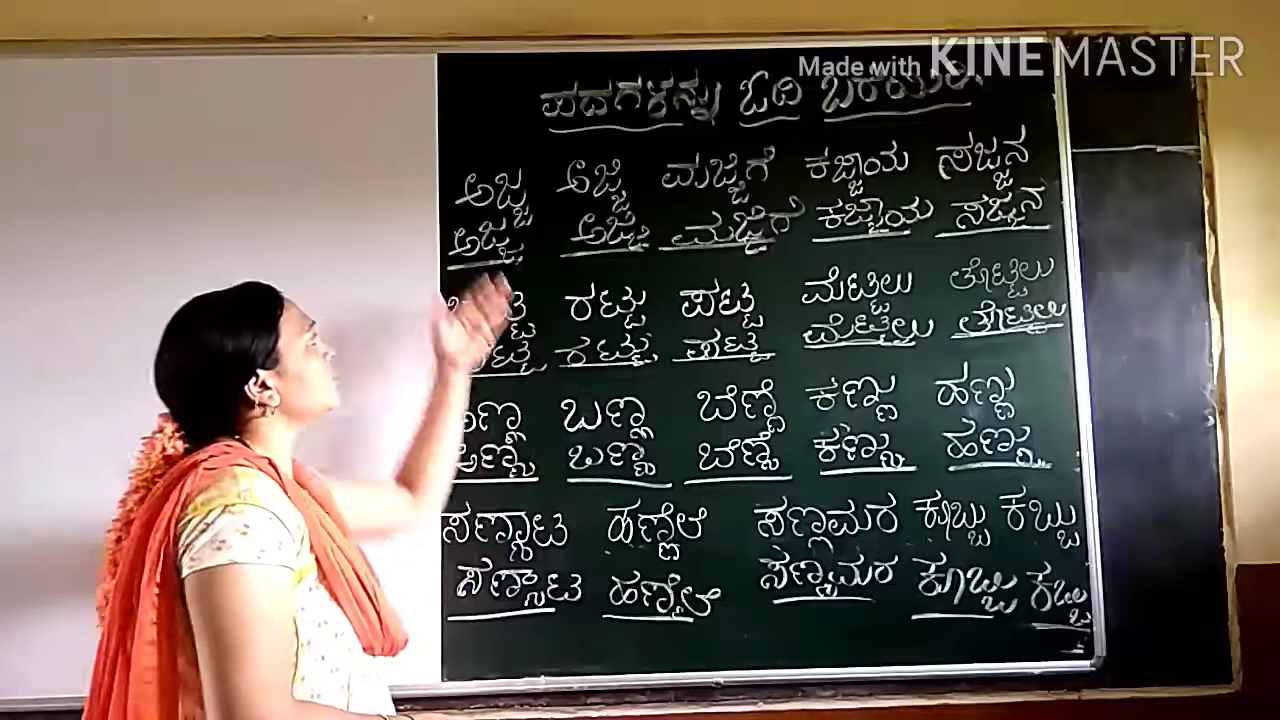 Made with KINEMASTER
ಪದಗಳನ್ನು ಓದಿ ಬರೆಯಿರಿ.
ಅಜ್ಜ ಅಜ್ಜಿ ಮಜ್ಜಿಗೆ ಕಜ್ಜಾಯ ಸಜ್ಜನ
ಅಜ್ಜ ಅಜ್ಜಿ ಮಜ್ಜಿಗೆ ಕಜ್ಜಾಯ ಸಜ್ಜನ
ರಟ್ಟು ಪಟ್ಟ ಮೆಟ್ಟಿಲು ತೊಟ್ಟಿಲು
ರಟ್ಟು ಪಟ್ಟ ಮೆಟ್ಟಿಲು ತೊಟ್ಟಿಲು
ಬಣ್ಣ ಬೆಣ್ಣೆ ಕಣ್ಣು ಹಣ್ಣು
ಅಣ್ಣ ಬಣ್ಣ ಬೆಣ್ಣೆ ಕಣ್ಣು ಹಣ್ಣು
ಸಣ್ಣಾಟ ಹಣ್ಣೆಲೆ ಸಣ್ಣಮರ ಕೊಬ್ಬು ಕಬ್ಬು
ಸಣ್ಣಾಟ ಹಣ್ಣೆಲೆ ಸಣ್ಣಮರ ಕೊಬ್ಬು ಕಬ್ಬು